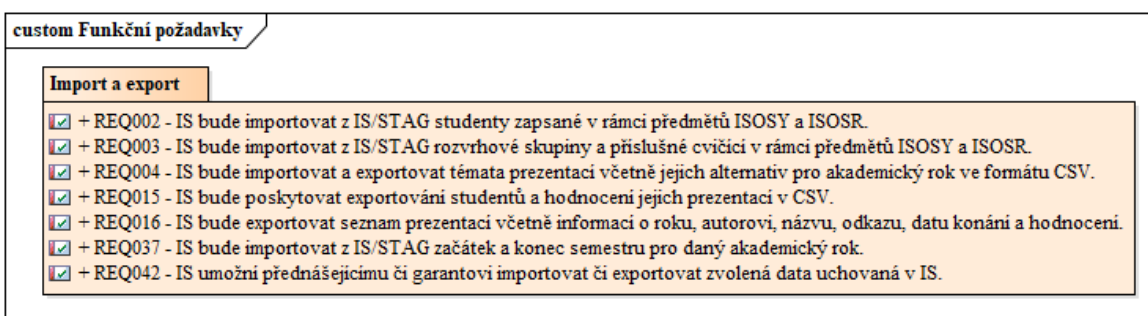 custom Funkční požadavky
Import a export
+ REQ002 - IS bude importovat z IS/STAG studenty zapsané v rámci předmětů ISOSY a ISOSR.
+ REQ003 - IS bude importovat z IS/STAG rozvrhové skupiny a příslušné cvičící v rámci předmětů ISOSY a ISOSR.
+ REQ004 - IS bude importovat a exportovat témata prezentací včetně jejich alternativ pro akademický rok ve formátu CSV.
+ REQ015 - IS bude poskytovat exportování studentů a hodnocení jejich prezentací v CSV.
+ REQ016 - IS bude exportovat seznam prezentací včetně informací o roku, autorovi, názvu, odkazu, datu konání a hodnocení.
+ REQ037 - IS bude importovat z IS/STAG začátek a konec semestru pro daný akademický rok.
+ REQ042 - IS umožní přednášejícímu či garantovi importovat či exportovat zvolená data uchovaná v IS.